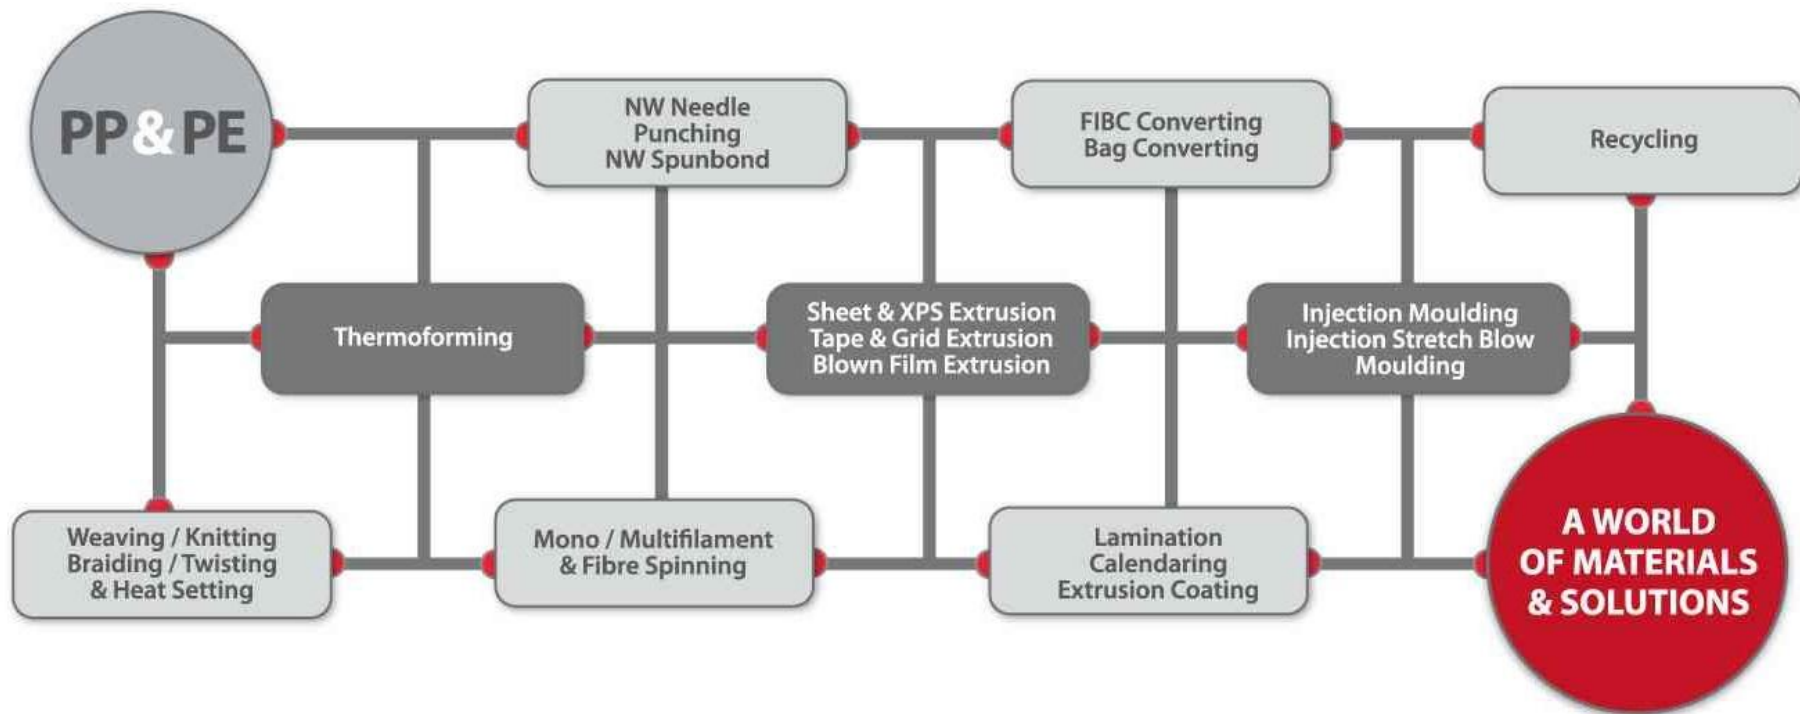 PP & PE
NW Needle
Punching
NW Spunbond
FIBC Converting
Bag Converting
Recycling
Thermoforming
Sheet & XPS Extrusion
Tape & Grid Extrusion
Blown Film Extrusion
Injection Moulding
Injection Stretch Blow
Moulding
Weaving / Knitting
Braiding / Twisting
& Heat Setting
Mono / Multifilament
& Fibre Spinning
Lamination
Calendaring
Extrusion Coating
A WORLD
OF MATERIALS
& SOLUTIONS